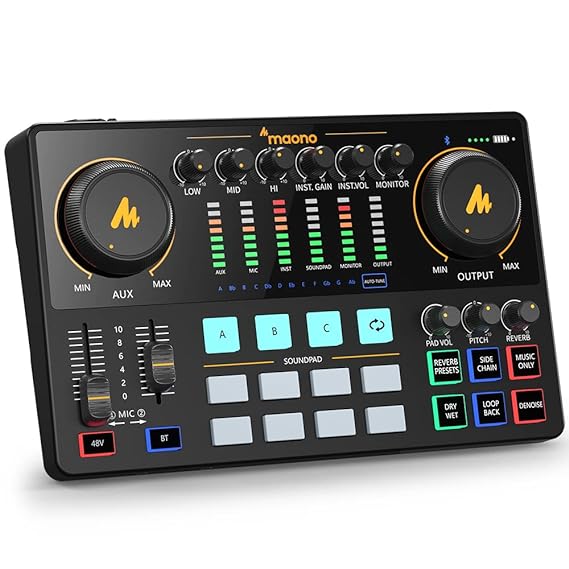 maono
LOW MID HI INST. GAIN INST.VOL MONITOR
AUX MIC INST SOUNDPAD MONITOR OUTPUT
A Bb B C Db D Eb E F Gb G Ab AUTO-TUNE
MIN MAX
AUX
MIN MAX
OUTPUT
A B C
SOUNDPAD
10
8
6
4
2
0
① MIC ②
48V BT
PAD VOL PITCH REVERB
REVERB PRESETS
SIDE CHAIN
MUSIC ONLY
DRY WET
LOOP BACK
DENOISE